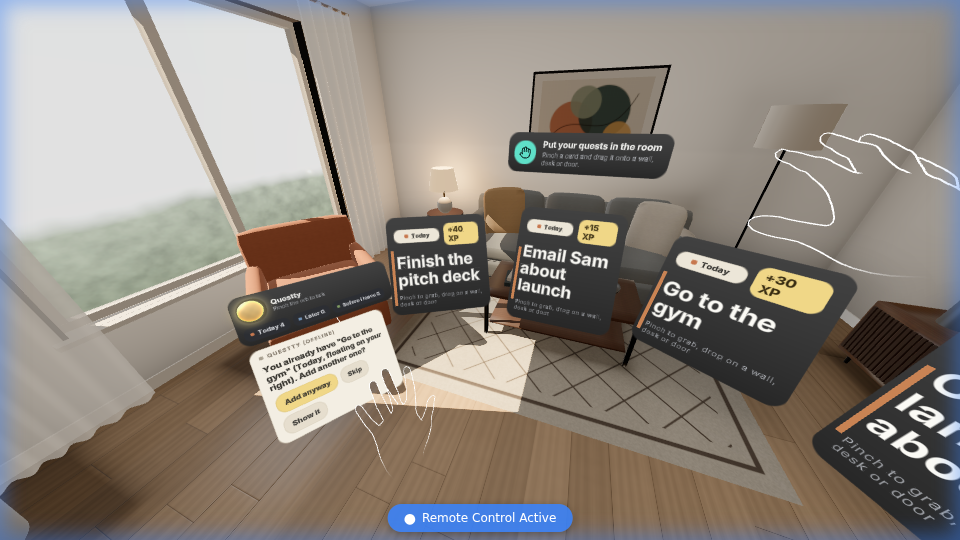 Put your quests in the room
Pinch a card and drag it onto a wall,
desk or door.
Today
+40
XP
Finish the
pitch deck
Pinch to grab, drop on a wall,
desk or door
Today
+15
XP
Email Sam
about
launch
Pinch to grab, drop on a wall,
desk or door
Today
+30
XP
Go to the
gym
Pinch to grab, drop on a wall,
desk or door
Pinch to grab,
desk or door
Questty
Today 4
Later 0
QUESTTY (OFFLINE)
You already have "Go to the
gym" (Today, floating on your
right). Add another one?
Add anyway
Skip
Show it
Remote Control Active